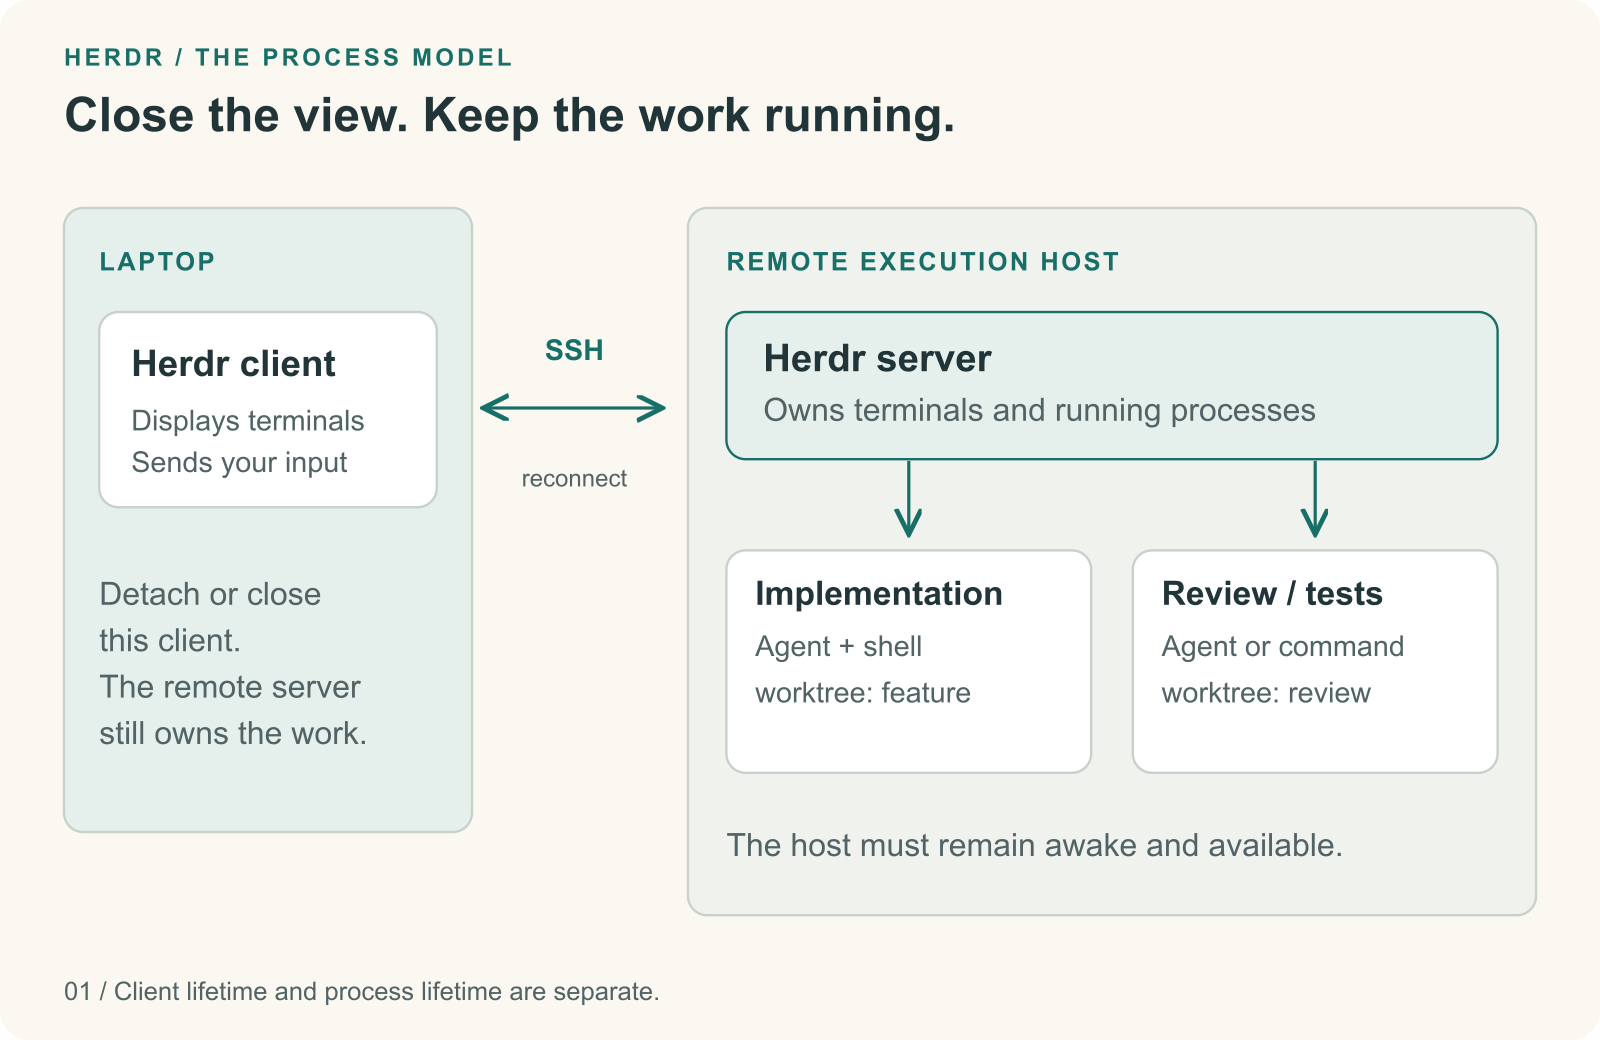 HERDR / THE PROCESS MODEL
Close the view. Keep the work running.
LAPTOP
Herdr client
Displays terminals
Sends your input
Detach or close
this client.
The remote server
still owns the work.
SSH
reconnect
REMOTE EXECUTION HOST
Herdr server
Owns terminals and running processes
Implementation
Agent + shell
worktree: feature
Review / tests
Agent or command
worktree: review
The host must remain awake and available.
01 / Client lifetime and process lifetime are separate.